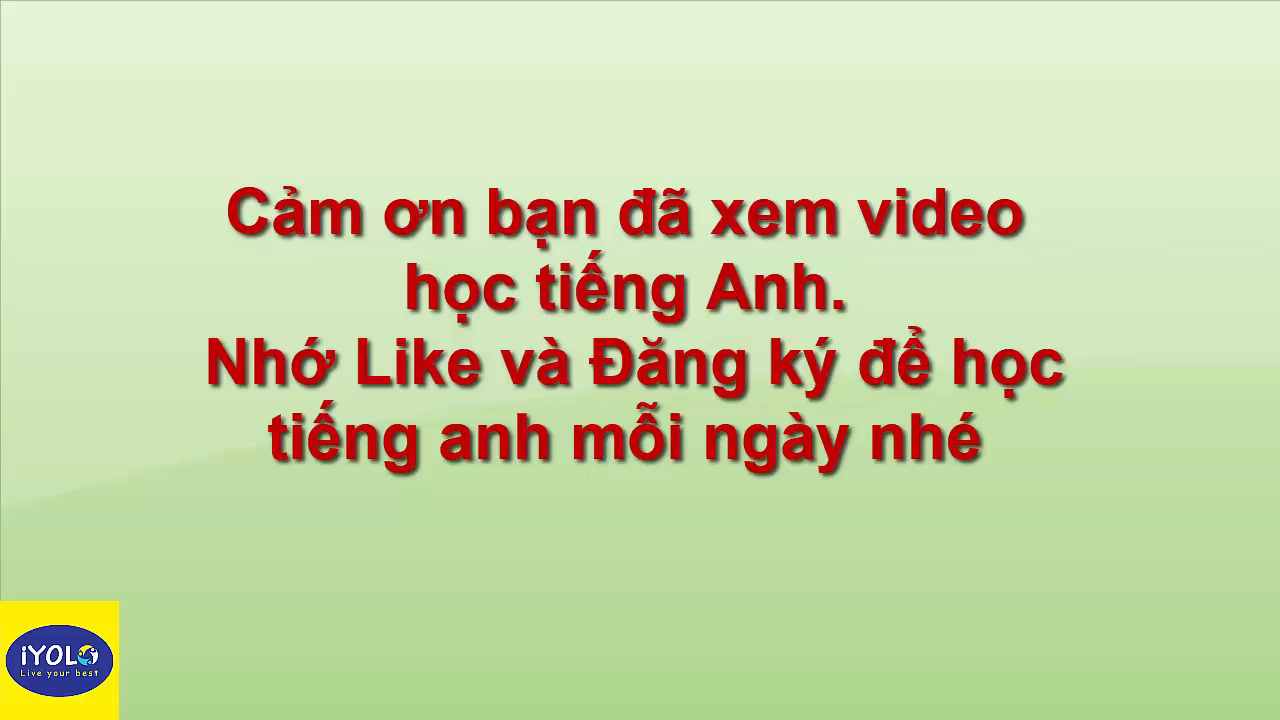 Cảm ơn bạn đã xem video
học tiếng Anh.
Nhớ Like và Đăng ký để học
tiếng anh mỗi ngày nhé
iYOLO
Live your best